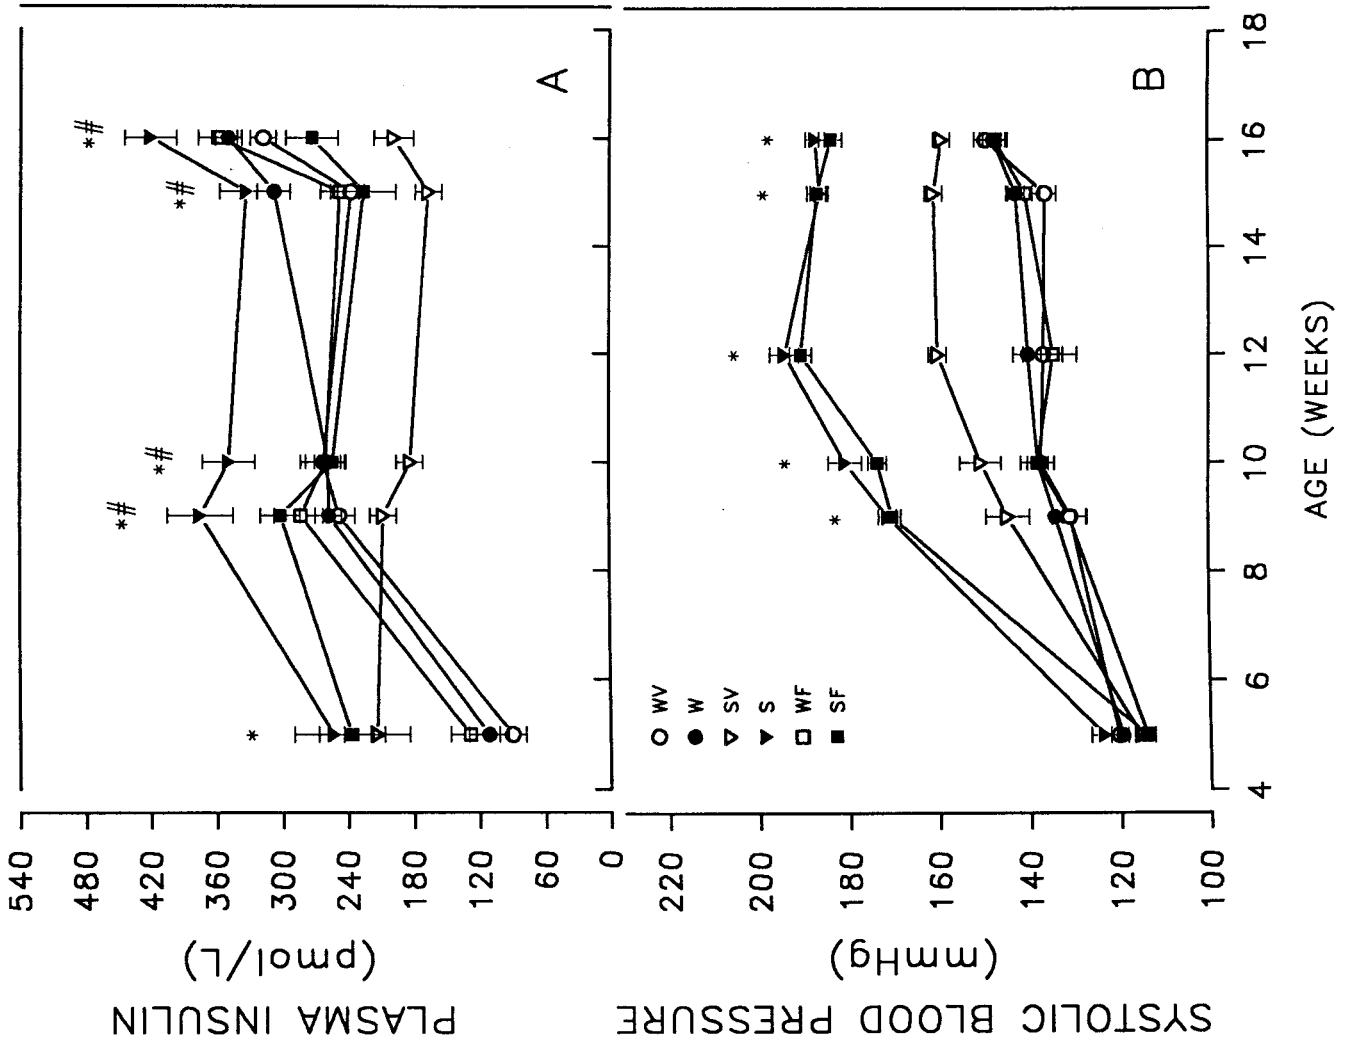 PLASMA INSULIN
(pmol/L)
540
480
420
360
300
240
180
120
60
0
*
*#
*#
*#
*#
A
SYSTOLIC BLOOD PRESSURE
(mmHg)
220
200
180
160
140
120
100
*
*
*
*
*
B
WV
W
SV
S
WF
SF
4
6
8
10
12
14
16
18
AGE (WEEKS)